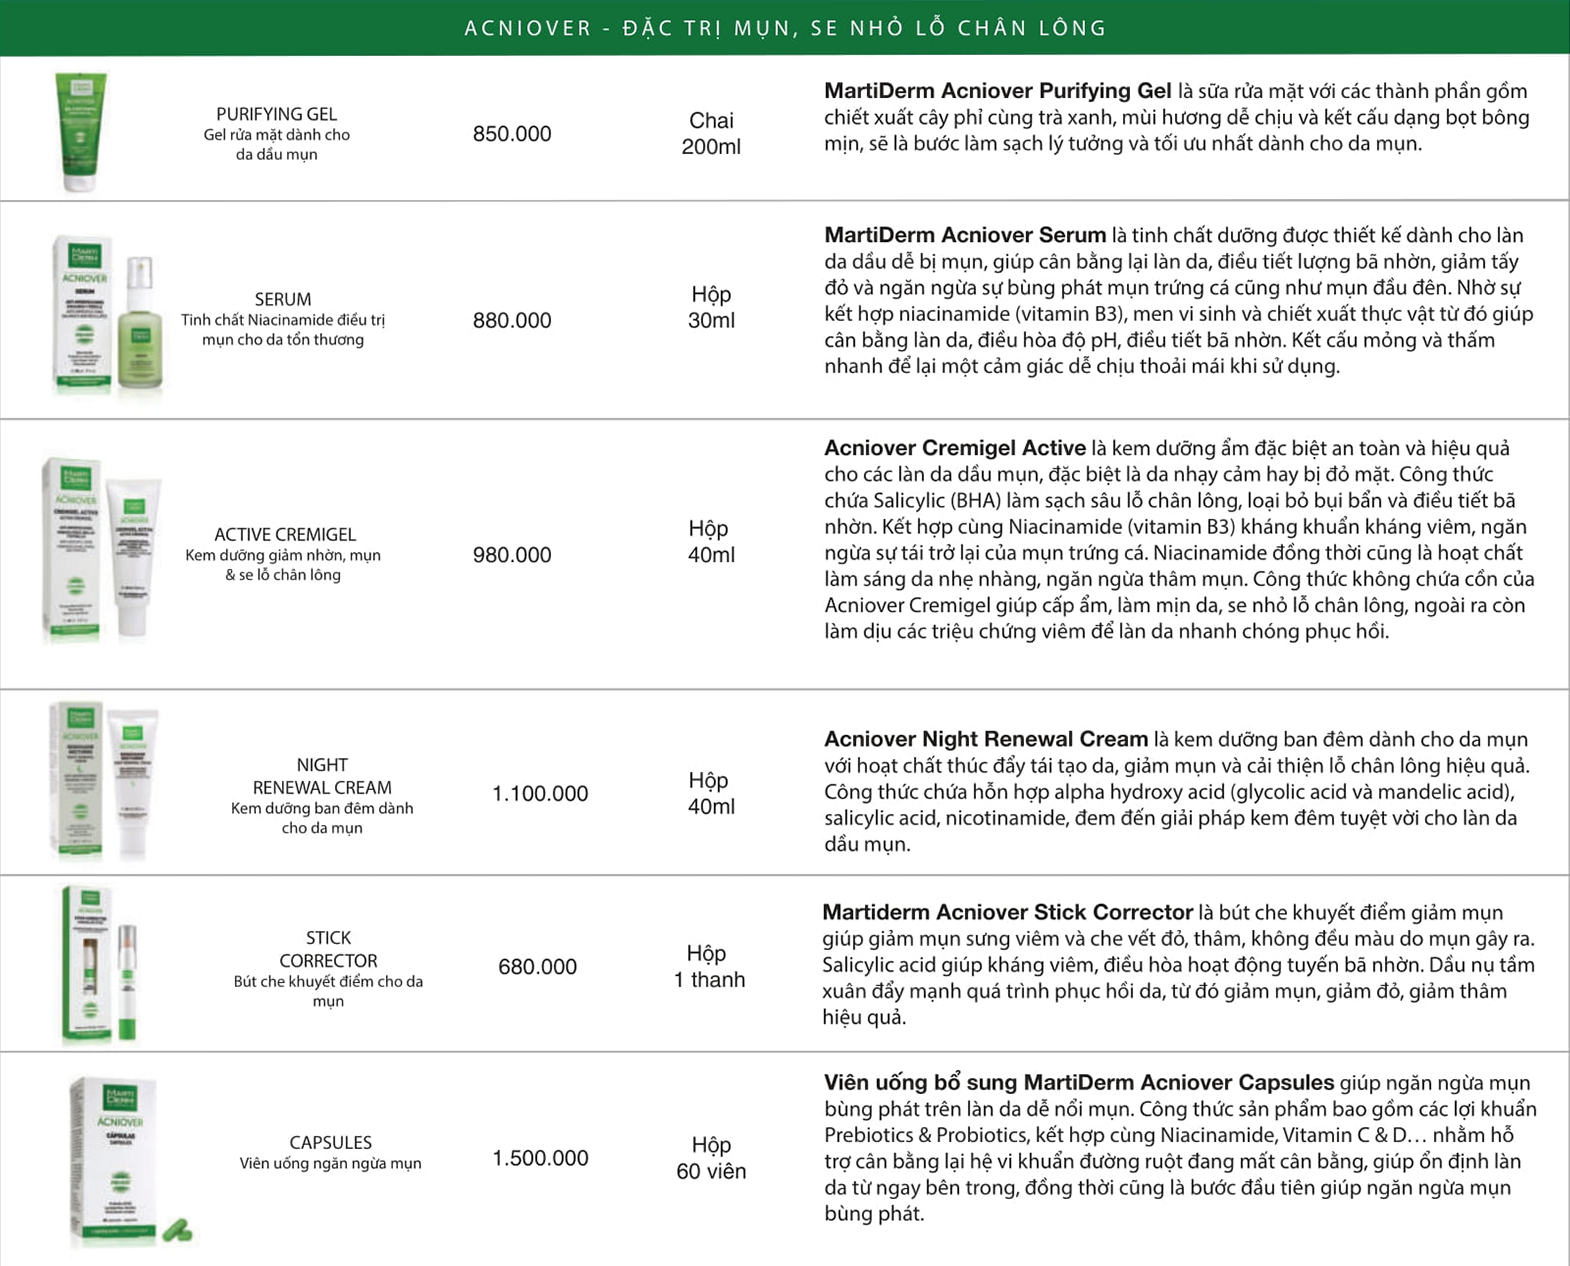 ACNIOVER - ĐẶC TRỊ MỤN, SE NHỎ LỖ CHÂN LÔNG
PURIFYING GEL
Gel rửa mặt dành cho
da dầu mụn
850.000
Chai
200ml
MartiDerm Acniover Purifying Gel là sữa rửa mặt với các thành phần gồm
chiết xuất cây phỉ cùng trà xanh, mùi hương dễ chịu và kết cấu dạng bọt bông
mịn, sẽ là bước làm sạch lý tưởng và tối ưu nhất dành cho da mụn.
MARTI
DERM
ACNIOVER
SERUM
SERUM
Tinh chất Niacinamide điều trị
mụn cho da tổn thương
880.000
Hộp
30ml
MartiDerm Acniover Serum là tinh chất dưỡng được thiết kế dành cho làn
da dầu dễ bị mụn, giúp cân bằng lại làn da, điều tiết lượng bã nhờn, giảm tấy
đỏ và ngăn ngừa sự bùng phát mụn trứng cá cũng như mụn đầu đên. Nhờ sự
kết hợp niacinamide (vitamin B3), men vi sinh và chiết xuất thực vật từ đó giúp
cân bằng làn da, điều hòa độ pH, điều tiết bã nhờn. Kết cấu mỏng và thấm
nhanh để lại một cảm giác dễ chịu thoải mái khi sử dụng.
MARTI
DERM
ACNIOVER
CREMIGEL ACTIVE
ACTIVE CREMIGEL
Kem dưỡng giảm nhờn, mụn
& se lỗ chân lông
980.000
Hộp
40ml
Acniover Cremigel Active là kem dưỡng ẩm đặc biệt an toàn và hiệu quả
cho các làn da dầu mụn, đặc biệt là da nhạy cảm hay bị đỏ mặt. Công thức
chứa Salicylic (BHA) làm sạch sâu lỗ chân lông, loại bỏ bụi bẩn và điều tiết bã
nhờn. Kết hợp cùng Niacinamide (vitamin B3) kháng khuẩn kháng viêm, ngăn
ngừa sự tái trở lại của mụn trứng cá. Niacinamide đồng thời cũng là hoạt chất
làm sáng da nhẹ nhàng, ngăn ngừa thâm mụn. Công thức không chứa cồn của
Acniover Cremigel giúp cấp ẩm, làm mịn da, se nhỏ lỗ chân lông, ngoài ra còn
làm dịu các triệu chứng viêm để làn da nhanh chóng phục hồi.
MARTI
DERM
ACNIOVER
NIGHT
RENEWAL CREAM
Kem dưỡng ban đêm dành
cho da mụn
1.100.000
Hộp
40ml
Acniover Night Renewal Cream là kem dưỡng ban đêm dành cho da mụn
với hoạt chất thúc đẩy tái tạo da, giảm mụn và cải thiện lỗ chân lông hiệu quả.
Công thức chứa hỗn hợp alpha hydroxy acid (glycolic acid và mandelic acid),
salicylic acid, nicotinamide, đem đến giải pháp kem đêm tuyệt vời cho làn da
dầu mụn.
STICK
CORRECTOR
Bút che khuyết điểm cho da
mụn
680.000
Hộp
1 thanh
Martiderm Acniover Stick Corrector là bút che khuyết điểm giảm mụn
giúp giảm mụn sưng viêm và che vết đỏ, thâm, không đều màu do mụn gây ra.
Salicylic acid giúp kháng viêm, điều hòa hoạt động tuyến bã nhờn. Dầu nụ tầm
xuân đẩy mạnh quá trình phục hồi da, từ đó giảm mụn, giảm đỏ, giảm thâm
hiệu quả.
MARTI
DERM
ACNIOVER
CÁPSULAS
CAPSULES
Viên uống ngăn ngừa mụn
1.500.000
Hộp
60 viên
Viên uống bổ sung MartiDerm Acniover Capsules giúp ngăn ngừa mụn
bùng phát trên làn da dễ nổi mụn. Công thức sản phẩm bao gồm các lợi khuẩn
Prebiotics & Probiotics, kết hợp cùng Niacinamide, Vitamin C & D… nhằm hỗ
trợ cân bằng lại hệ vi khuẩn đường ruột đang mất cân bằng, giúp ổn định làn
da từ ngay bên trong, đồng thời cũng là bước đầu tiên giúp ngăn ngừa mụn
bùng phát.